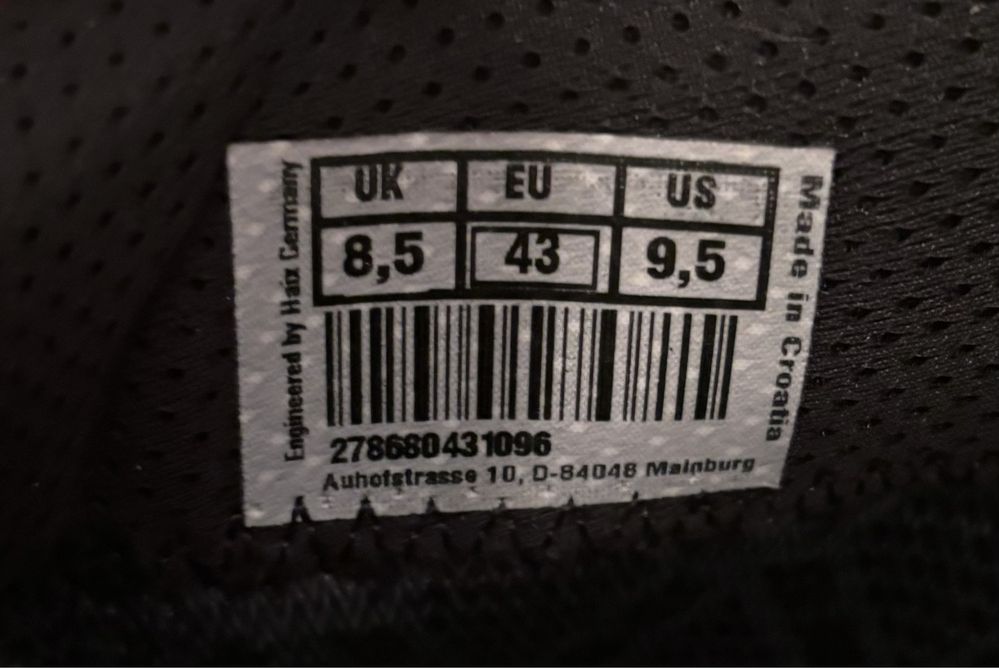 Engineered by Haix Germany
UK EU US
8,5 43 9,5
278680431096
Auhofstrasse 10, D-84048 Mainburg
Made in Croatia